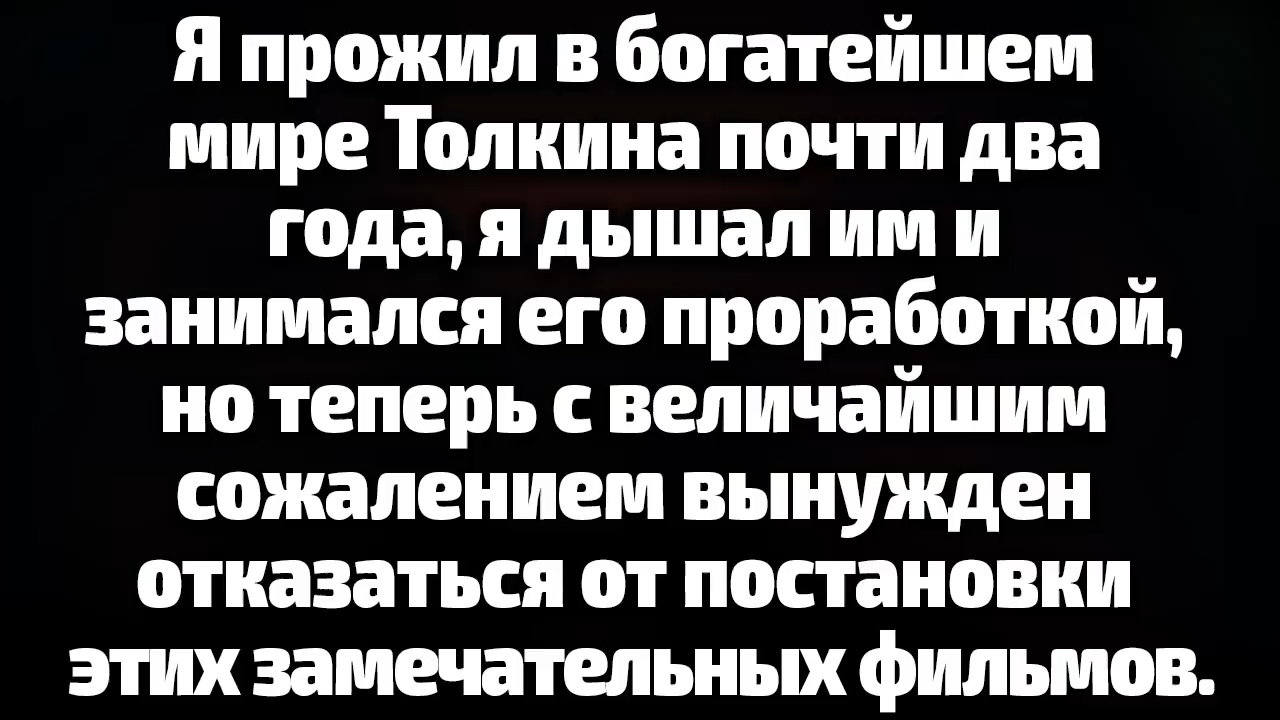 Я прожил в богатейшем
мире Толкина почти два
года, я дышал им и
занимался его проработкой,
но теперь с величайшим
сожалением вынужден
отказаться от постановки
этих замечательных фильмов.